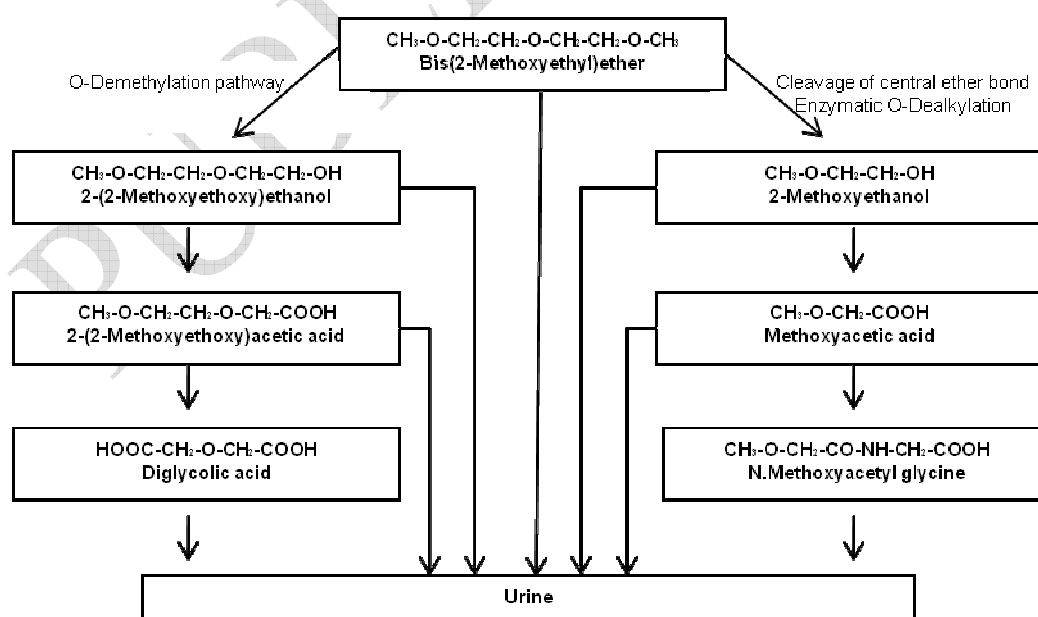 CH₃-O-CH₂-CH₂-O-CH₂-CH₂-O-CH₃
Bis(2-Methoxyethyl)ether
O-Demethylation pathway
Cleavage of central ether bond
Enzymatic O-Dealkylation
CH₃-O-CH₂-CH₂-O-CH₂-CH₂-OH
2-(2-Methoxyethoxy)ethanol
CH₃-O-CH₂-CH₂-OH
2-Methoxyethanol
CH₃-O-CH₂-CH₂-O-CH₂-COOH
2-(2-Methoxyethoxy)acetic acid
CH₃-O-CH₂-COOH
Methoxyacetic acid
HOOC-CH₂-O-CH₂-COOH
Diglycolic acid
CH₃-O-CH₂-CO-NH-CH₂-COOH
N.Methoxyacetyl glycine
Urine